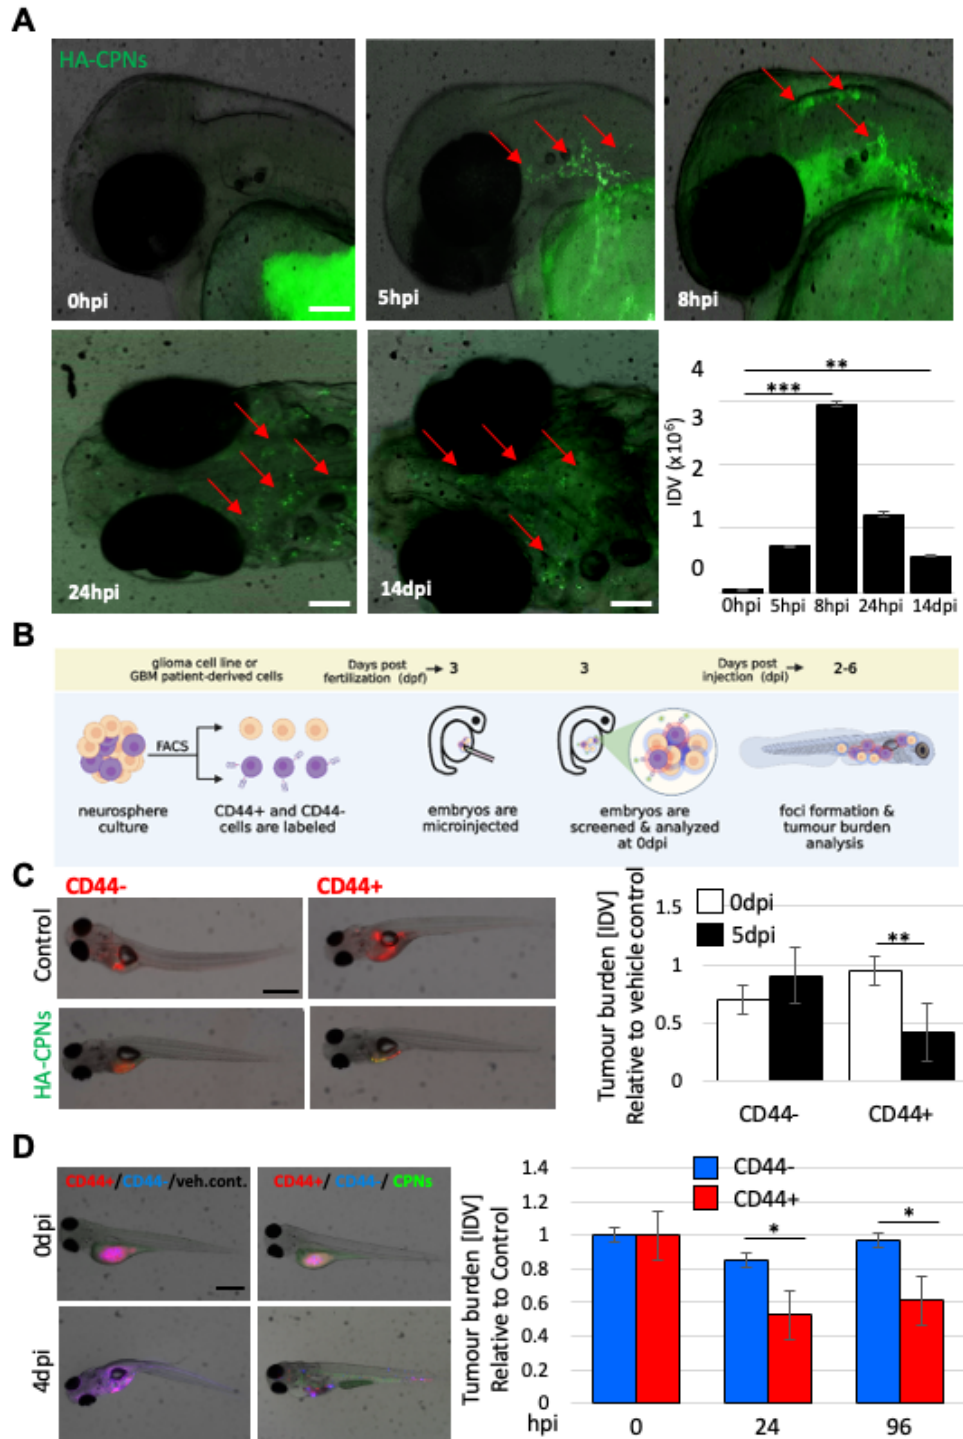 A
HA-CPNs
0hpi
5hpi
8hpi
24hpi
14dpi
IDV (x10⁶)
4
3
2
1
0
**
***
0hpi 5hpi 8hpi 24hpi 14dpi
B
glioma cell line or
GBM patient-derived cells
Days post
fertilization (dpf)
3
3
Days post
injection (dpi)
2-6
FACS
neurosphere
culture
CD44+ and CD44-
cells are labeled
embryos are
microinjected
embryos are
screened & analyzed
at 0dpi
foci formation &
tumour burden
analysis
C
CD44-
CD44+
Control
HA-CPNs
Tumour burden [IDV]
Relative to vehicle control
1.5
1
0.5
0
0dpi
5dpi
**
CD44- CD44+
D
CD44+/CD44-/veh.cont.
CD44+/ CD44-/ CPNs
0dpi
4dpi
Tumour burden [IDV]
Relative to Control
1.4
1.2
1
0.8
0.6
0.4
0.2
0
CD44-
CD44+
*
*
hpi 0 24 96